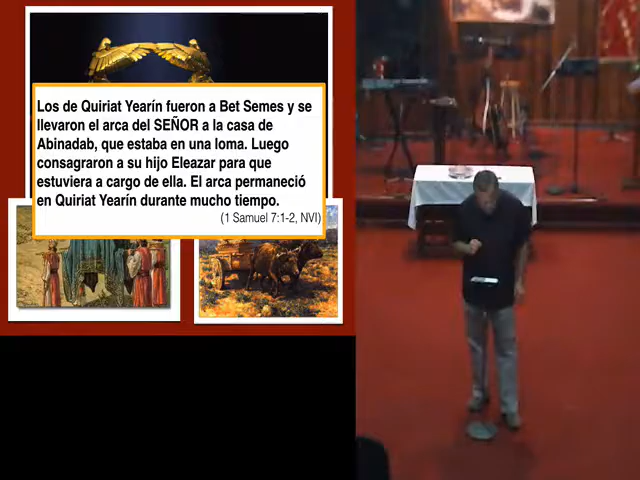 Los de Quiriat Yearín fueron a Bet Semes y se
llevaron el arca del SEÑOR a la casa de
Abinadab, que estaba en una loma. Luego
consagraron a su hijo Eleazar para que
estuviera a cargo de ella. El arca permaneció
en Quiriat Yearín durante mucho tiempo.
(1 Samuel 7:1-2, NVI)